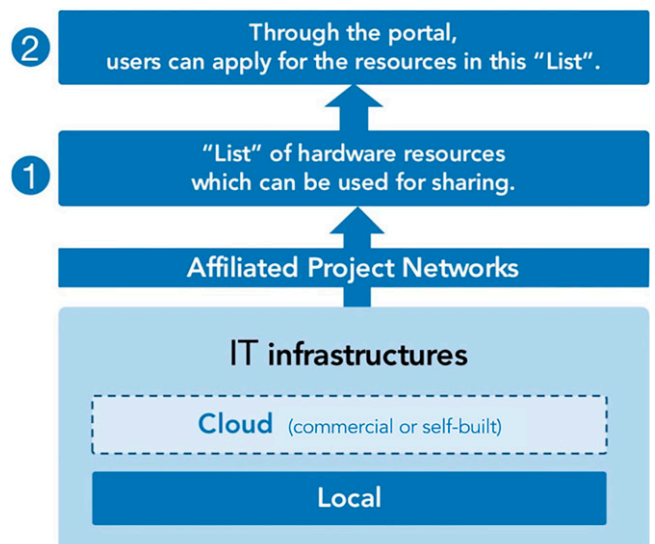 2
Through the portal,
users can apply for the resources in this “List”.
1
“List” of hardware resources
which can be used for sharing.
Affiliated Project Networks
IT infrastructures
Cloud (commercial or self-built)
Local